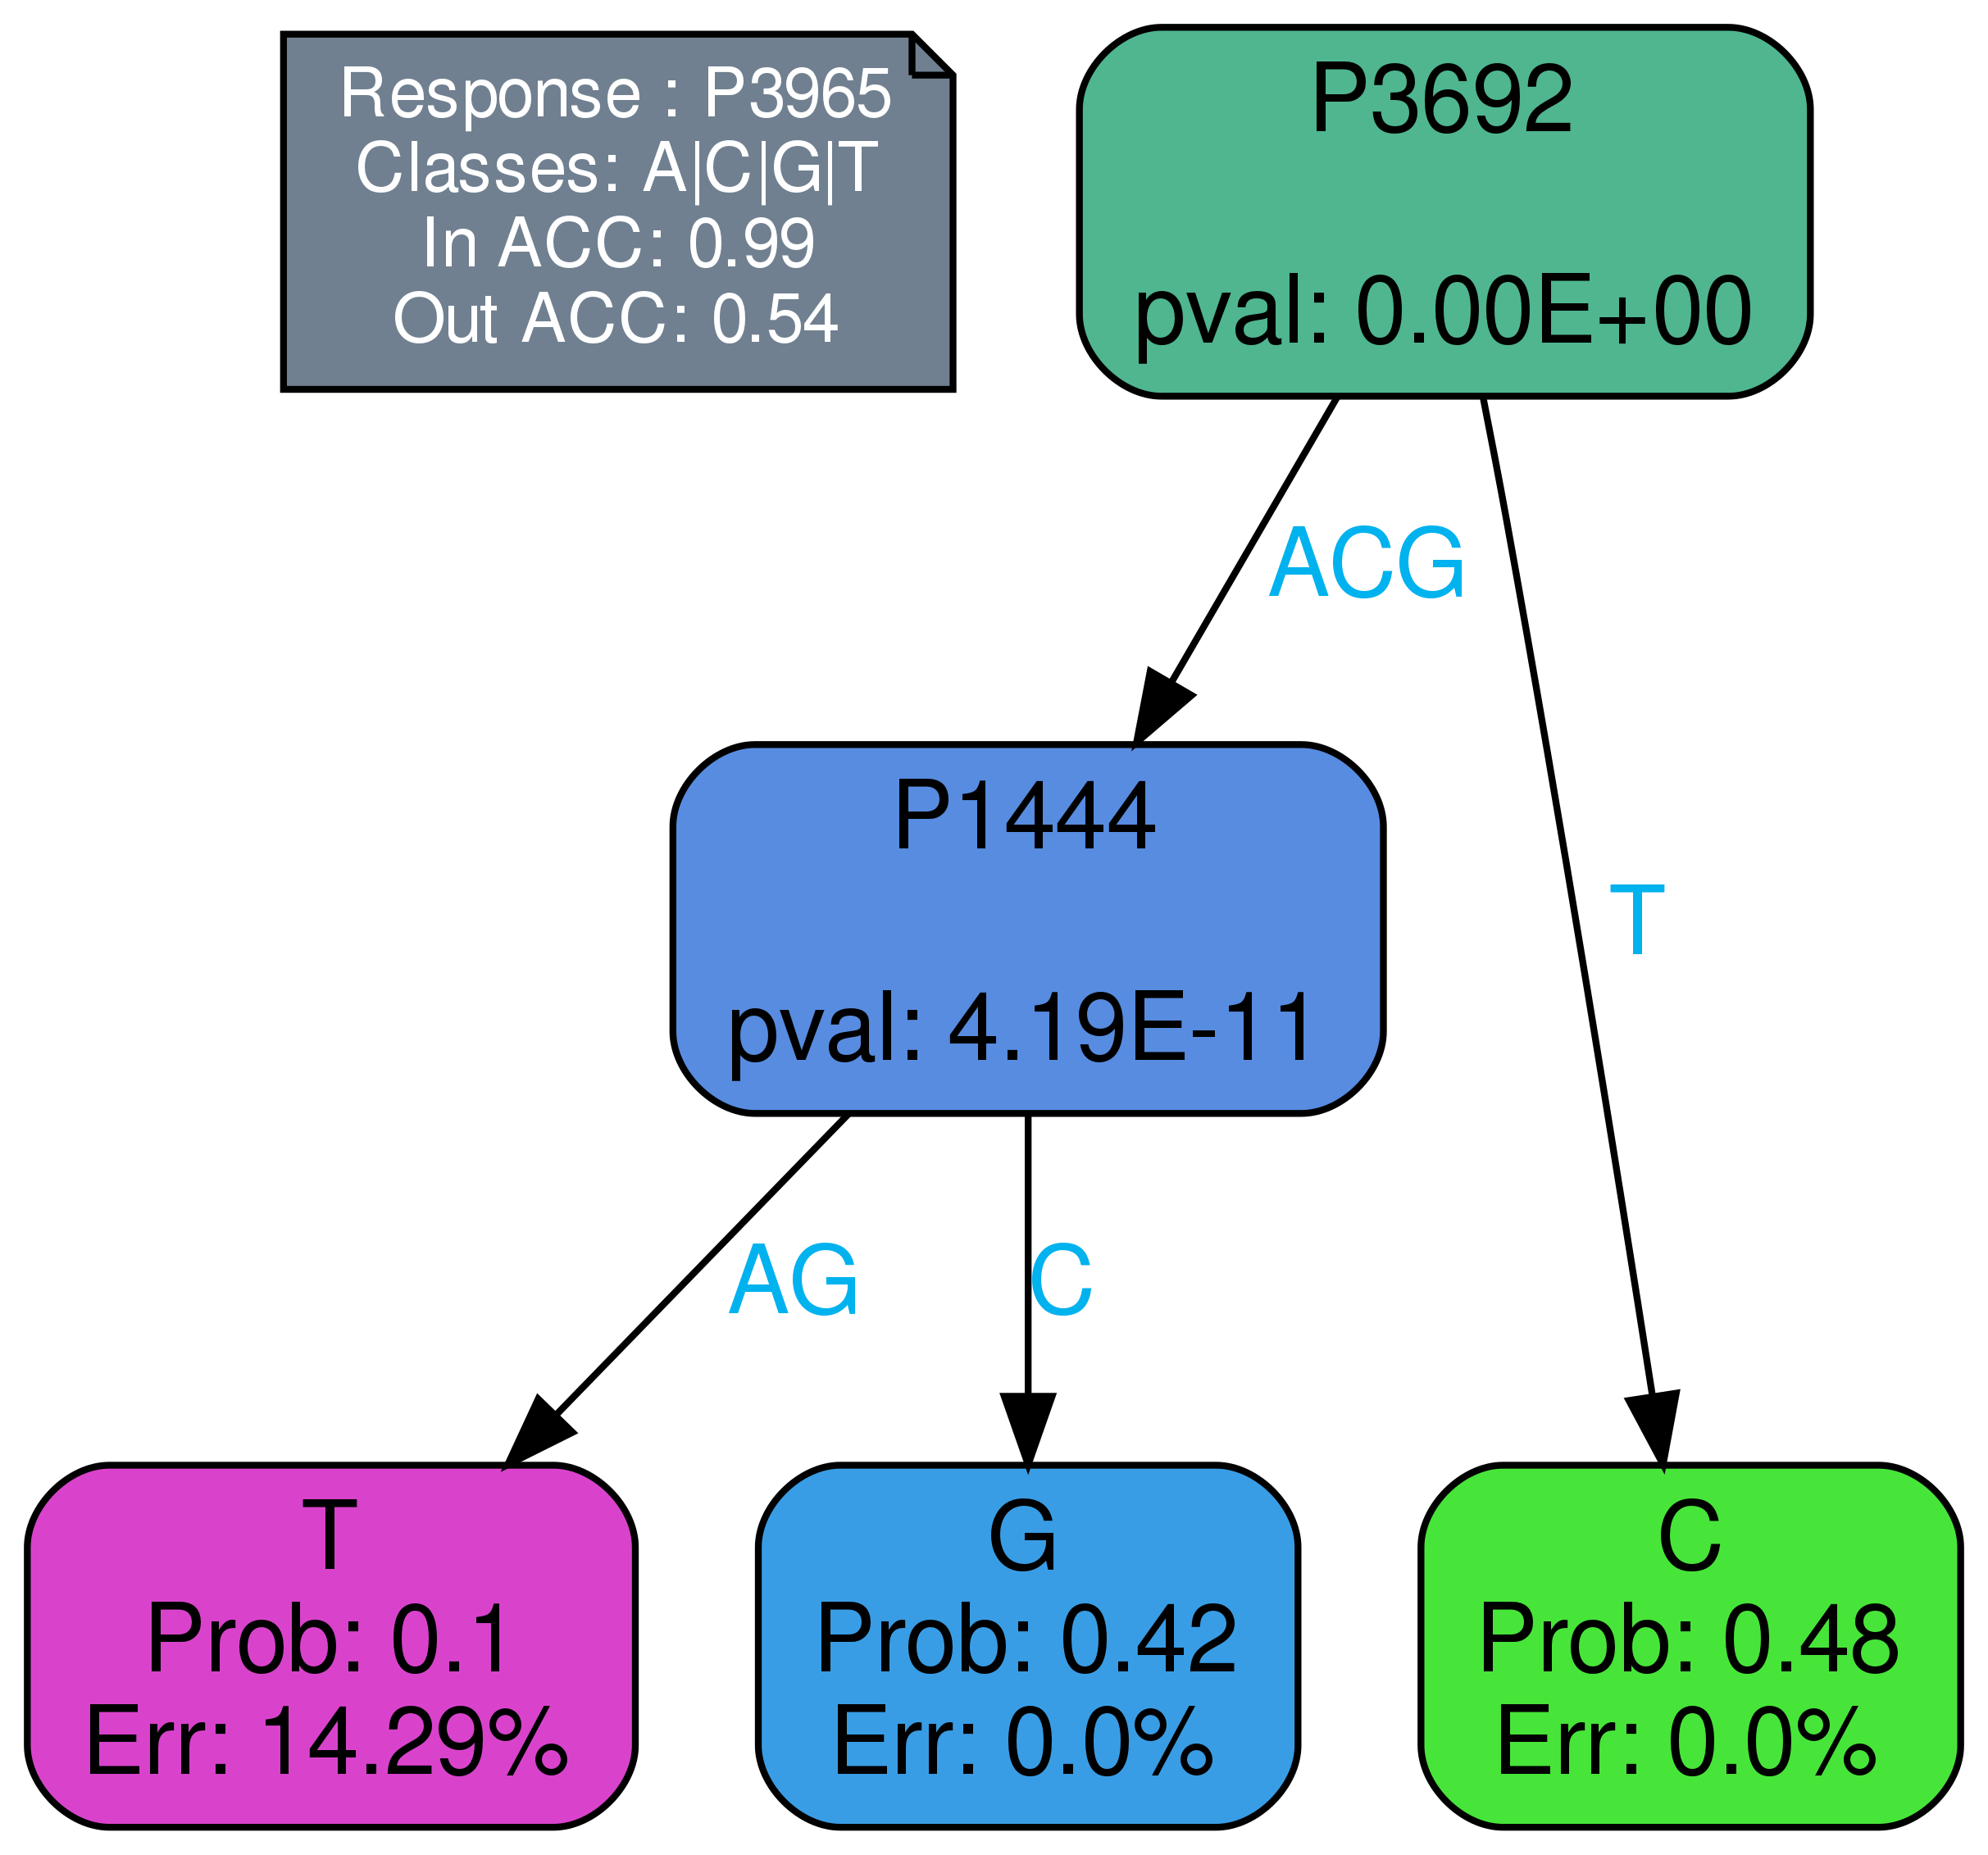 Response : P3965
Classes: A|C|G|T
In ACC: 0.99
Out ACC: 0.54
P3692
pval: 0.00E+00
ACG
T
P1444
pval: 4.19E-11
AG
C
T
Prob: 0.1
Err: 14.29%
G
Prob: 0.42
Err: 0.0%
C
Prob: 0.48
Err: 0.0%